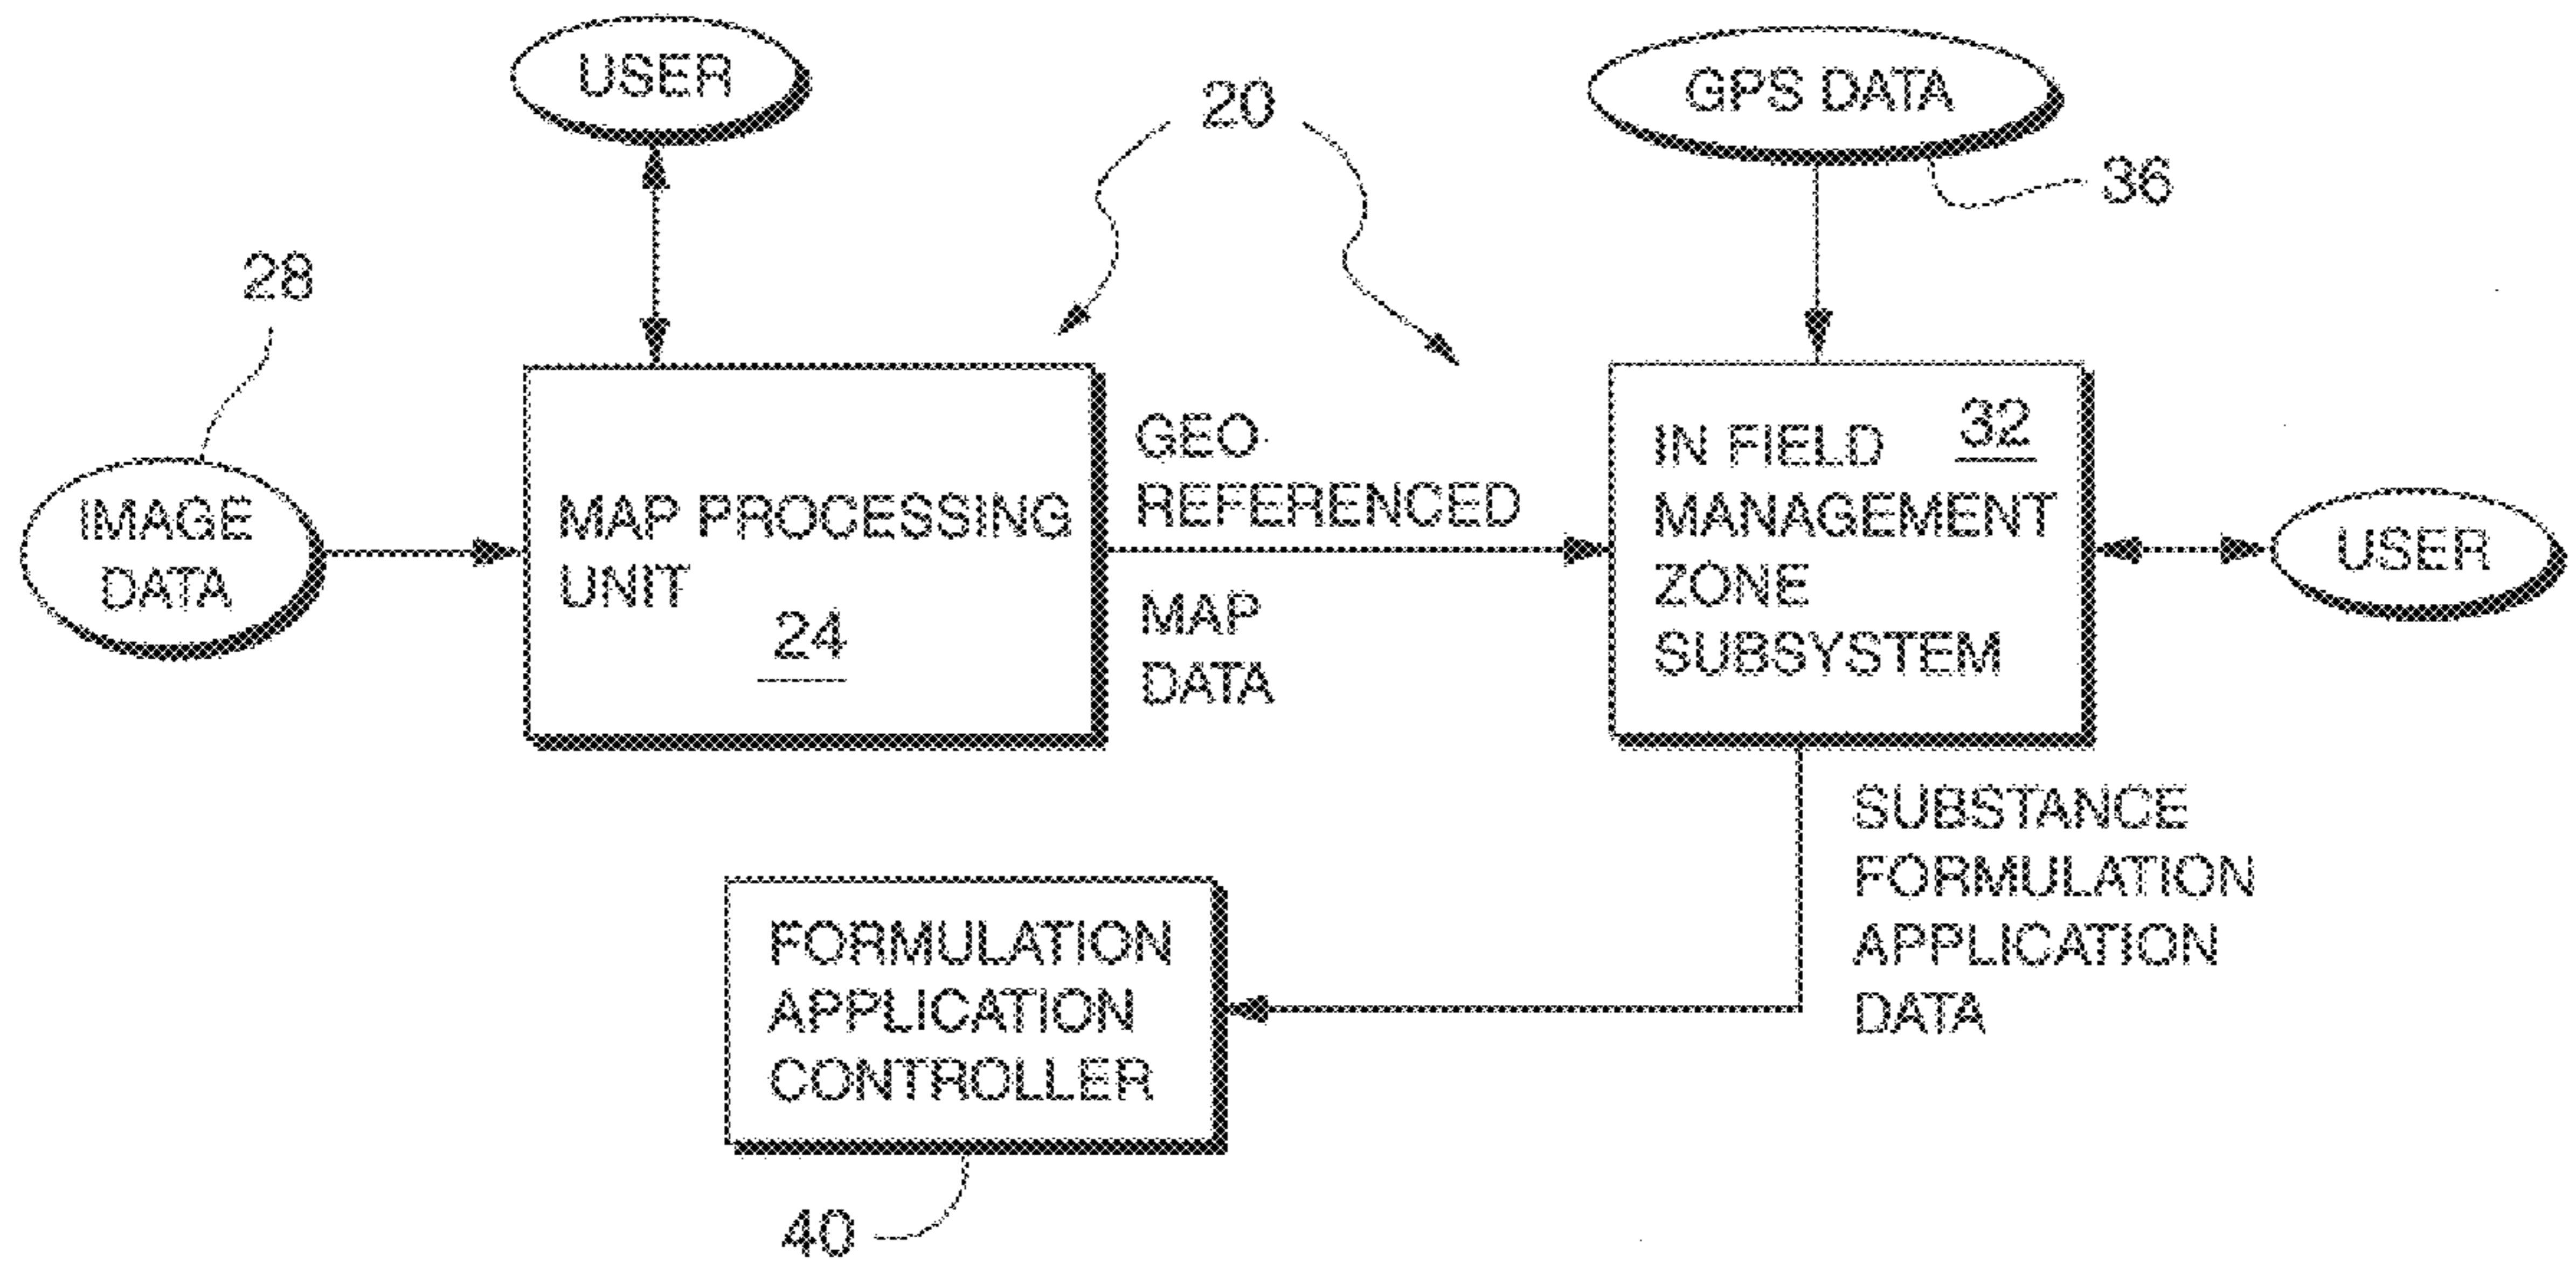 USER
20
GPS DATA
36
28
IMAGE
DATA
MAP PROCESSING
UNIT
24
GEO
REFERENCED
MAP
DATA
IN FIELD
32
MANAGEMENT
ZONE
SUBSYSTEM
USER
SUBSTANCE
FORMULATION
APPLICATION
DATA
FORMULATION
APPLICATION
CONTROLLER
40